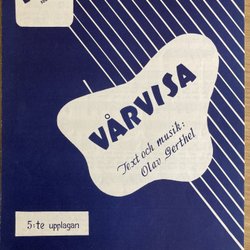 VÅRVISA
Text och musik:
Olav Gerthel
5:te upplagan